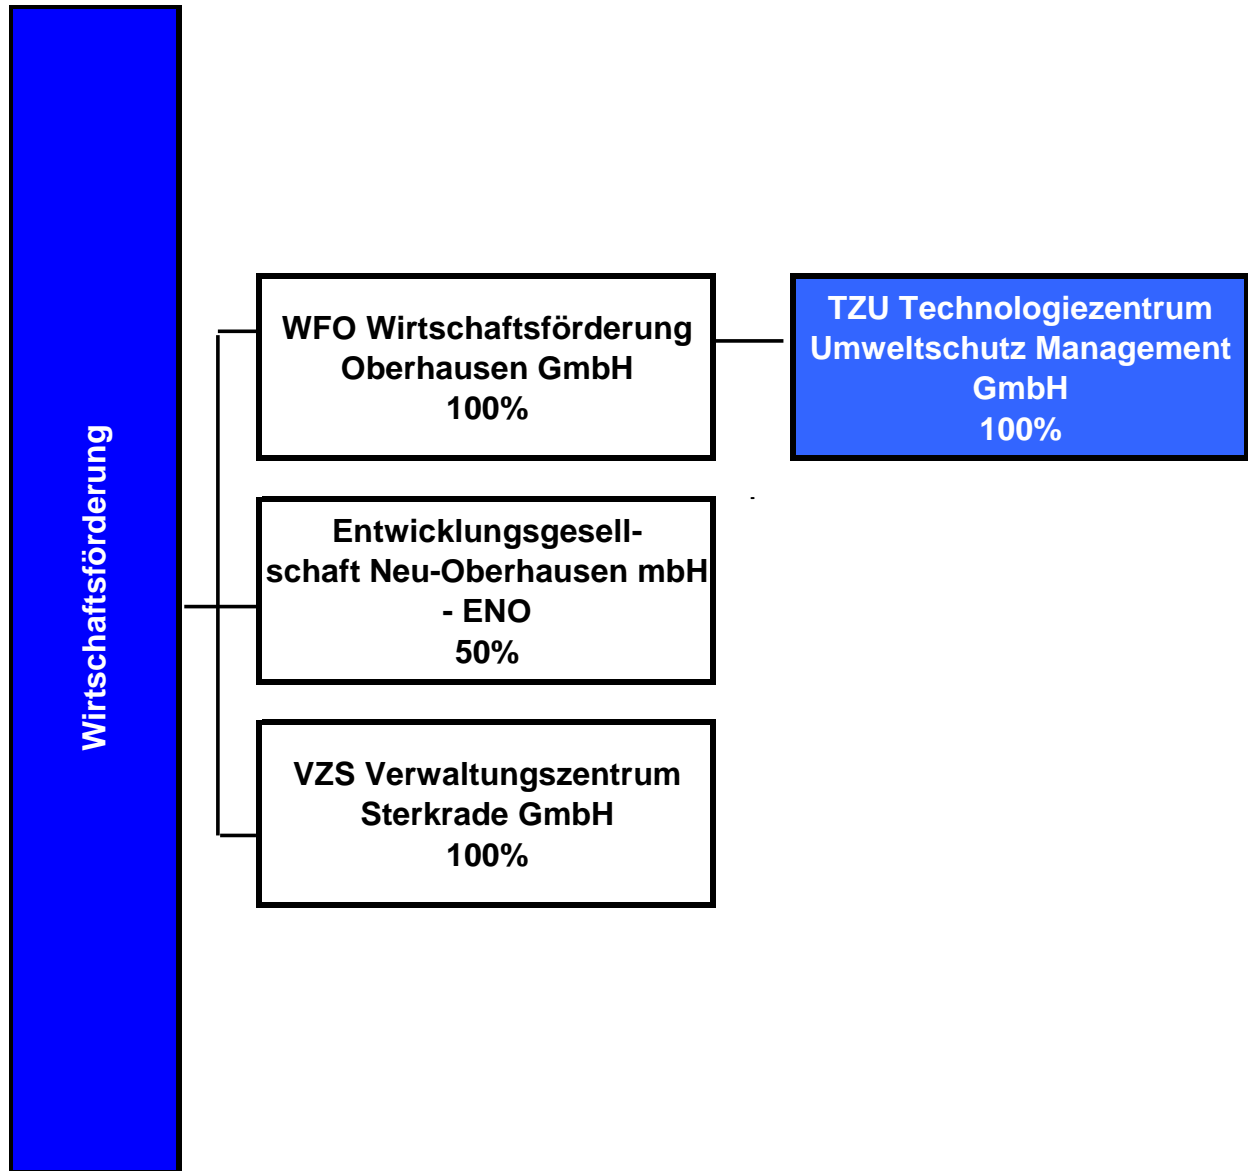 Wirtschaftsförderung
WFO Wirtschaftsförderung
Oberhausen GmbH
100%
TZU Technologiezentrum
Umweltschutz Management
GmbH
100%
Entwicklungsgesell-
schaft Neu-Oberhausen mbH
- ENO
50%
VZS Verwaltungszentrum
Sterkrade GmbH
100%